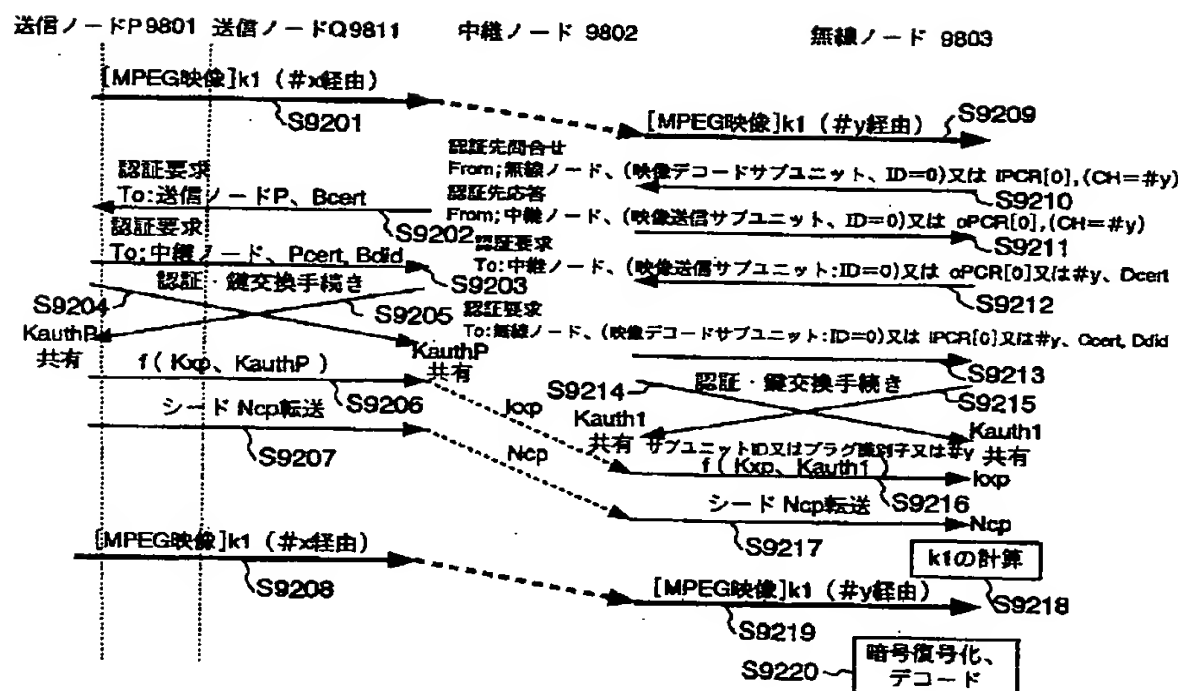 送信ノードP9801 送信ノードQ9811 中継ノード 9802 無線ノード 9803
[MPEG映像]k1 (#x経由)
S9201
[MPEG映像]k1 (#y経由)
S9209
認証先問合せ
From;無線ノード、(映像デコードサブユニット、ID=0)又は iPCR[0],(CH=#y)
S9210
認証要求
To:送信ノードP、Bcert
S9202
認証先応答
From;中継ノード、(映像送信サブユニット、ID=0)又は oPCR[0],(CH=#y)
S9211
認証要求
To:中継ノード、Pcert, Bdid
S9203
認証要求
To:中継ノード、(映像送信サブユニット:ID=0)又は oPCR[0]又は#y、Dcert
S9212
認証・鍵交換手続き
S9204
S9205
KauthP
共有
KauthP
共有
認証要求
To:無線ノード、(映像デコードサブユニット:ID=0)又は iPCR[0]又は#y、Ccert, Ddid
S9213
f(Kxp、KauthP)
S9206
認証・鍵交換手続き
S9214
S9215
Kauth1
共有
Kauth1
共有
シード Ncp転送
S9207
kxp
Ncp
サブユニットID又はプラグ識別子又は#y
f(Kxp、Kauth1)
S9216
kxp
シード Ncp転送
S9217
Ncp
[MPEG映像]k1 (#x経由)
S9208
k1の計算
S9218
[MPEG映像]k1 (#y経由)
S9219
S9220
暗号復号化、
デコード